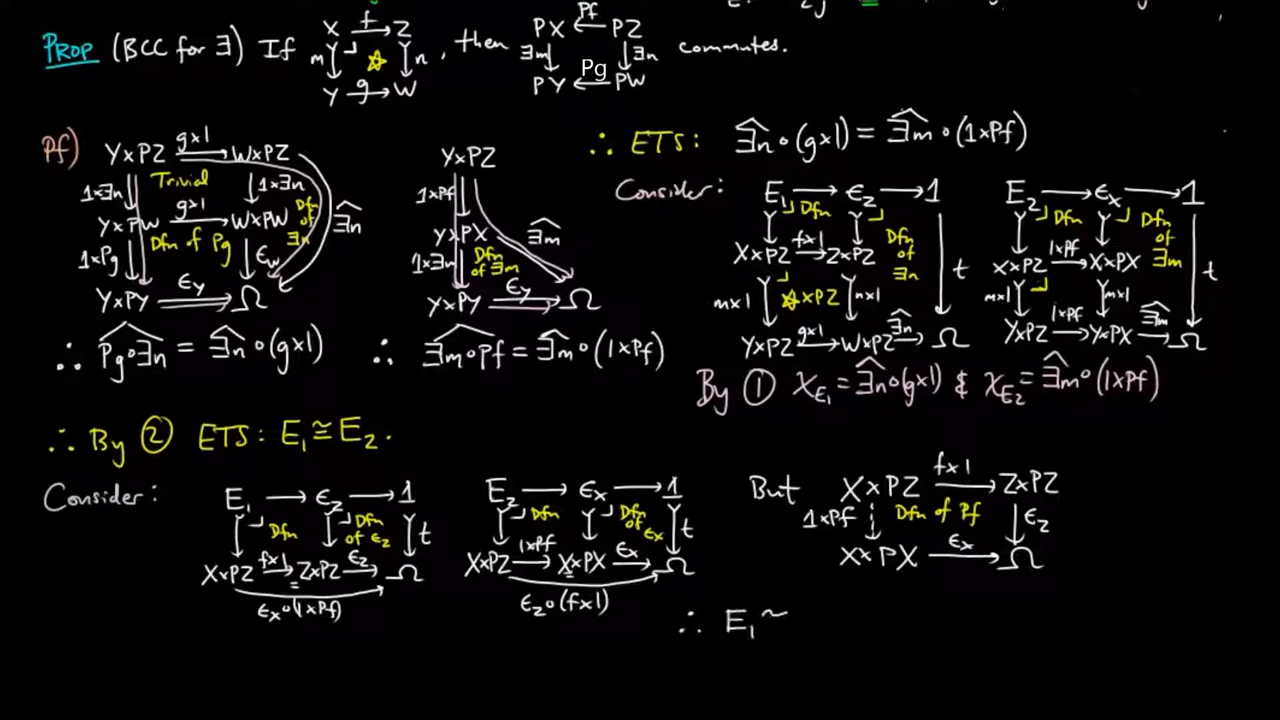 PROP (BCC for ∃) If X f→ Z m n ☆ Y g→ W, then PX Pf← PZ ∃m ∃n PY Pg← PW commutes.
Pf) Y×PZ g×1→ W×PZ
Trivial
1×∃n 1×∃n
Y×PW g×1→ W×PW Dfn of ∃n ∃n̂
1×Pg Dfn of Pg ∈w
Y×PY ∈Y→ Ω
Y×PZ
1×Pf
Y×PX ∃m̂
1×∃m Dfn of ∃m
Y×PY ∈Y→ Ω
∴ Pg∘∃n^ = ∃n^∘(g×1)
∴ ∃m∘Pf^ = ∃m^∘(1×Pf)
∴ ETS: ∃n^∘(g×1) = ∃m^∘(1×Pf)
Consider:
E₁ → ∈z → 1
Dfn Dfn of ∃n
X×PZ f×1→ Z×PZ t
m×1 ☆×PZ n×1
Y×PZ g×1→ W×PZ ∃n^→ Ω
E₂ → ∈x → 1
Dfn Dfn of ∃m
X×PZ 1×Pf→ X×PX t
m×1 m×1
Y×PZ 1×Pf→ Y×PX ∃m^→ Ω
By ① χE₁ = ∃n^∘(g×1) & χE₂ = ∃m^∘(1×Pf)
∴ By ② ETS: E₁ ≅ E₂.
Consider:
E₁ → ∈z → 1
Dfn Dfn of ∈z t
X×PZ f×1→ Z×PZ ∈z→ Ω
∈x∘(1×Pf)
E₂ → ∈x → 1
Dfn Dfn of ∈x t
X×PZ 1×Pf→ X×PX ∈x→ Ω
∈z∘(f×1)
But X×PZ f×1→ Z×PZ
1×Pf Dfn of Pf ∈z
X×PX ∈x→ Ω
∴ E₁ ~